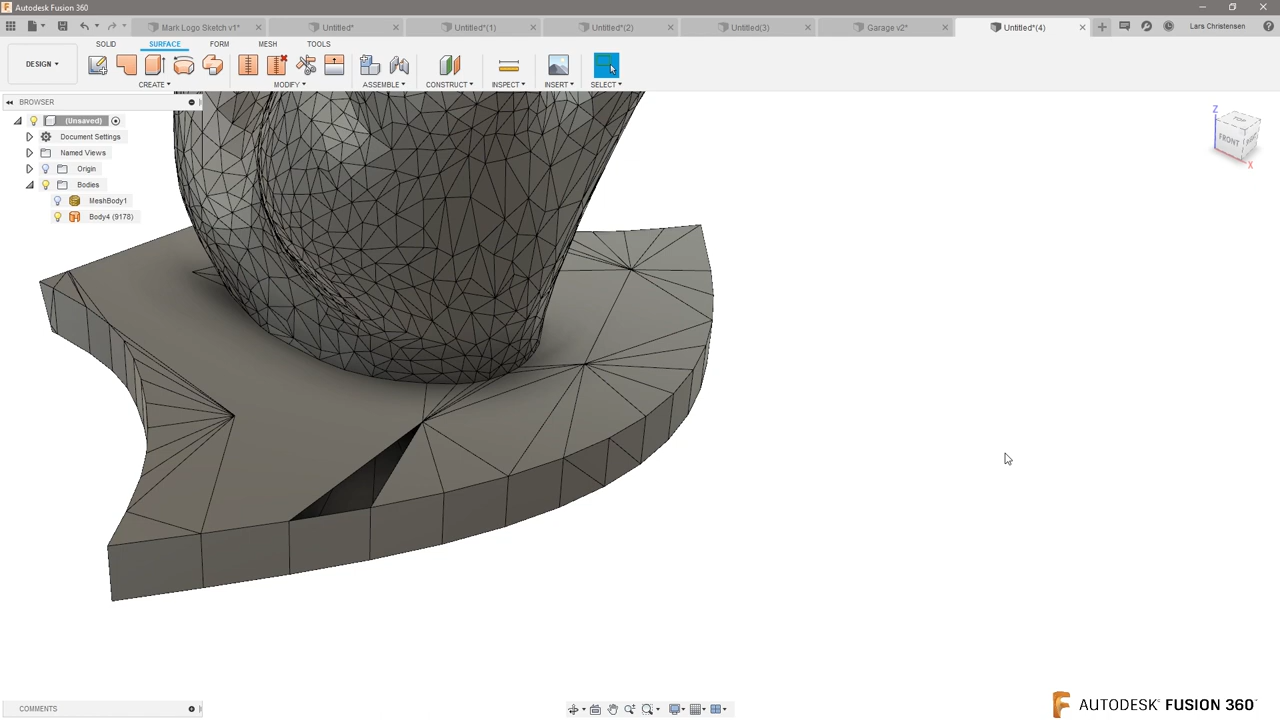 Autodesk Fusion 360
Mark Logo Sketch v1*
Untitled*
Untitled*(1)
Untitled*(2)
Untitled(3)
Garage v2*
Untitled*(4)
Lars Christensen
SOLID
SURFACE
FORM
MESH
TOOLS
DESIGN
CREATE
MODIFY
ASSEMBLE
CONSTRUCT
INSPECT
INSERT
SELECT
BROWSER
(Unsaved)
Document Settings
Named Views
Origin
Bodies
MeshBody1
Body4 (9178)
Z
TOP
FRONT
X
COMMENTS
AUTODESK® FUSION 360™